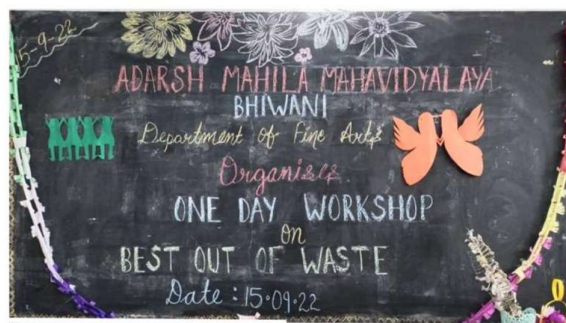 15-9-22
ADARSH MAHILA MAHAVIDYALAYA
BHIWANI
Department of Fine Arts
Organises
ONE DAY WORKSHOP
on
BEST OUT OF WASTE
Date : 15.09.22